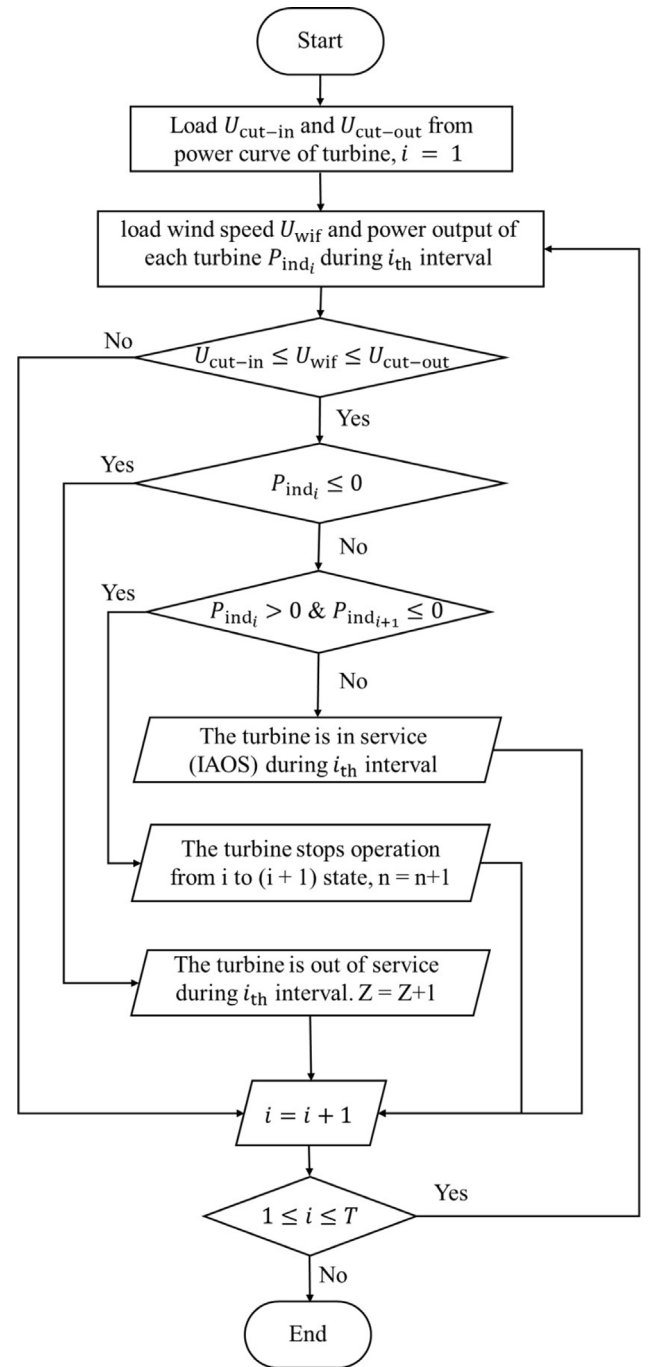 Start
Load U_cut−in and U_cut−out from
power curve of turbine, i = 1
load wind speed U_wif and power output of
each turbine P_ind_i during i_th interval
No
U_cut−in ≤ U_wif ≤ U_cut−out
Yes
Yes
P_ind_i ≤ 0
No
Yes
P_ind_i > 0 & P_ind_i+1 ≤ 0
No
The turbine is in service
(IAOS) during i_th interval
The turbine stops operation
from i to (i + 1) state, n = n+1
The turbine is out of service
during i_th interval. Z = Z+1
i = i + 1
Yes
1 ≤ i ≤ T
No
End